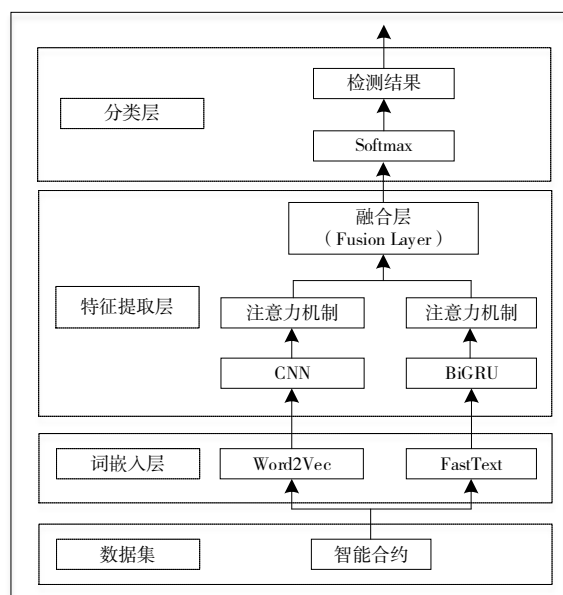 检测结果
分类层
Softmax
融合层
（Fusion Layer）
特征提取层
注意力机制
注意力机制
CNN
BiGRU
词嵌入层
Word2Vec
FastText
数据集
智能合约